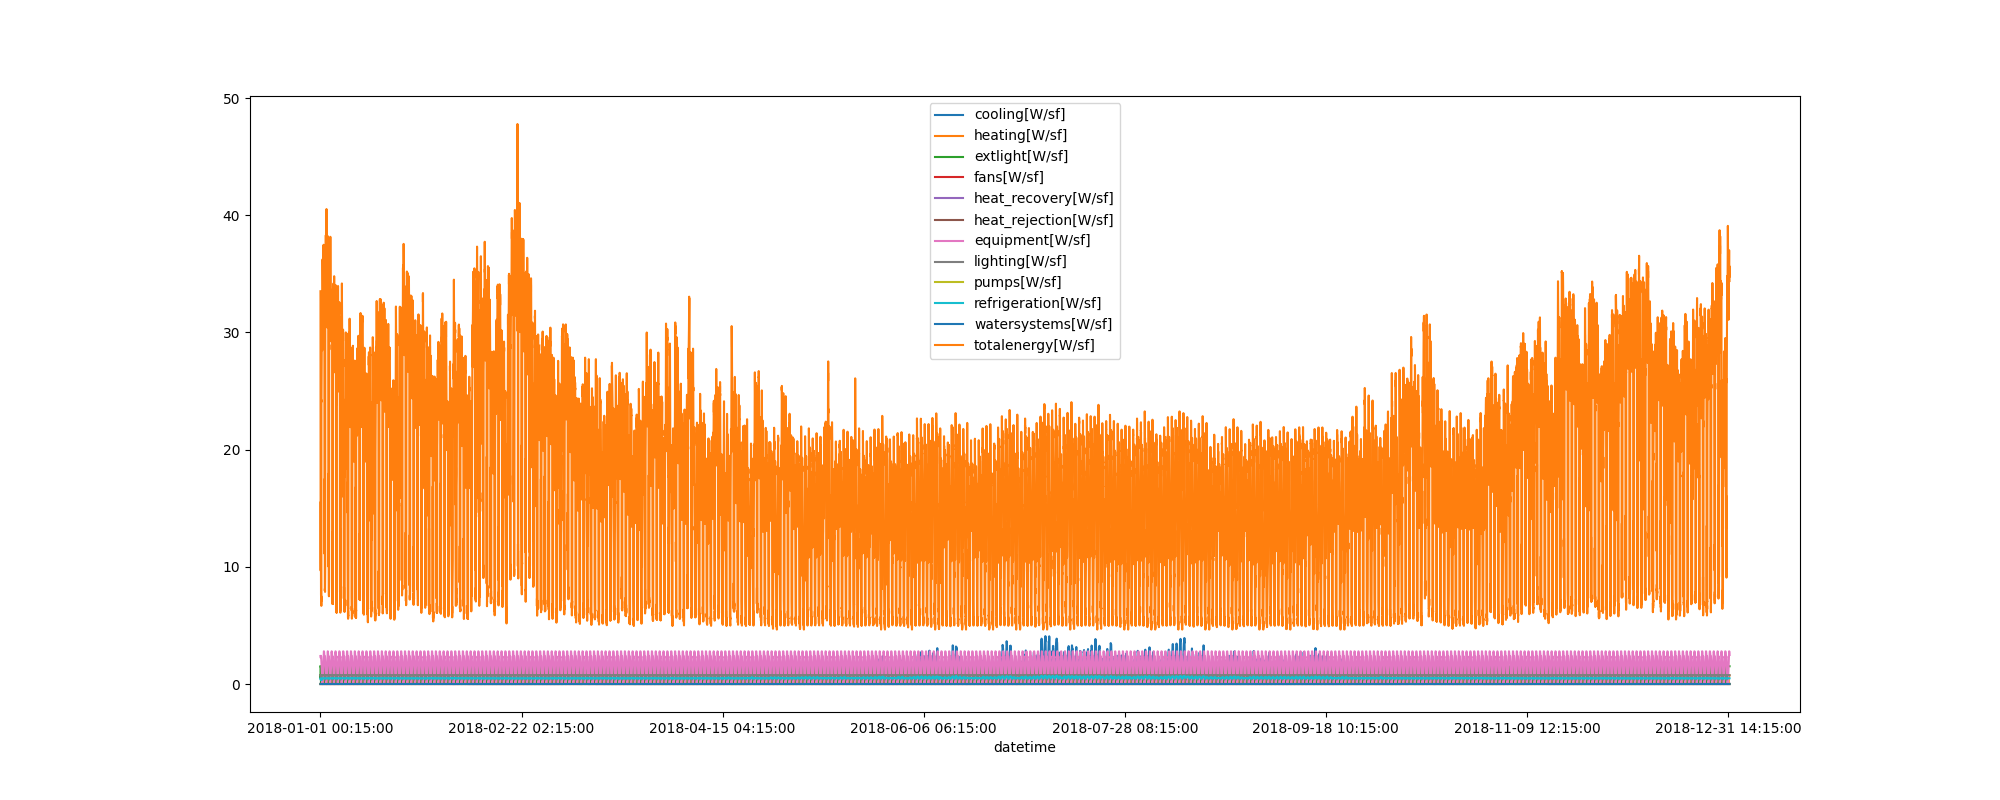 50
40
30
20
10
0
cooling[W/sf]
heating[W/sf]
extlight[W/sf]
fans[W/sf]
heat_recovery[W/sf]
heat_rejection[W/sf]
equipment[W/sf]
lighting[W/sf]
pumps[W/sf]
refrigeration[W/sf]
watersystems[W/sf]
totalenergy[W/sf]
2018-01-01 00:15:00 2018-02-22 02:15:00 2018-04-15 04:15:00 2018-06-06 06:15:00 2018-07-28 08:15:00 2018-09-18 10:15:00 2018-11-09 12:15:00 2018-12-31 14:15:00
datetime